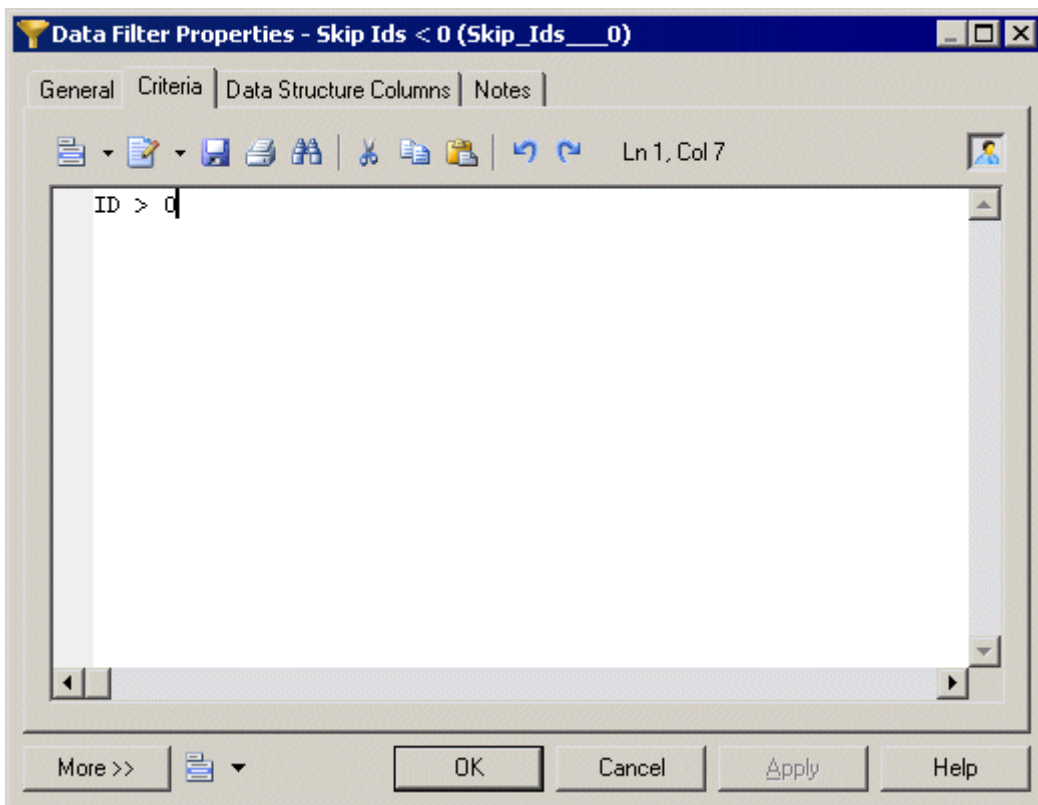 Data Filter Properties - Skip Ids < 0 (Skip_Ids___0)
General Criteria Data Structure Columns Notes
Ln 1, Col 7
ID > 0
More >> OK Cancel Apply Help